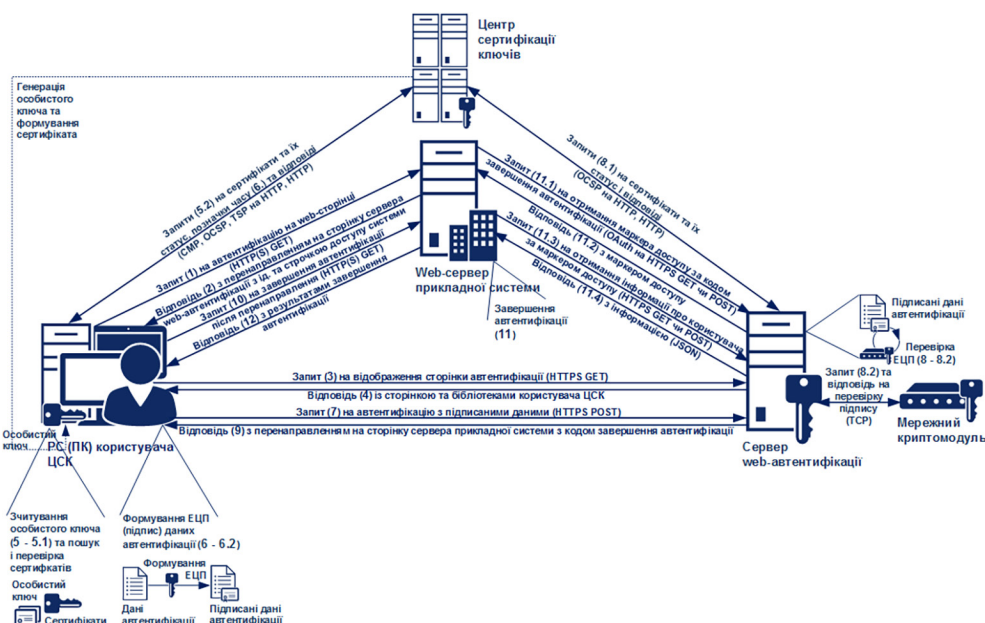 Центр
сертифікації
ключів
Генерація
особистого
ключа та
формування
сертифіката
Запити (5.2) на сертифікати та їх
статус, позначки часу (6.) та відповіді
(CMP, OCSP, TSP на HTTP, HTTP)
Запити (8.1) на сертифікати та їх
статус і відповіді
(OCSP на HTTP, HTTP)
Запит (1) на автентифікацію на web-сторінці
(HTTP(S) GET)
Відповідь (2) з перенаправленням на сторінку сервера
web-автентифікації з ід. та строчкою доступу системи
Запит (10) на завершення автентифікації
після перенаправлення (HTTP(S) GET)
Відповідь (12) з результатами завершення
автентифікації
Запит (11.1) на отримання маркера доступу за кодом
завершення автентифікації (OAuth на HTTPS GET чи POST)
Відповідь (11.2) з маркером доступу
Запит (11.3) на отримання інформації про користувача
за маркером доступу (HTTPS GET чи POST)
Відповідь (11.4) з інформацією (JSON)
Web-сервер
прикладної системи
Завершення
автентифікації
(11)
Підписані дані
автентифікації
Перевірка
ЕЦП (8 - 8.2)
Запит (3) на відображення сторінки автентифікації (HTTPS GET)
Відповідь (4) із сторінкою та бібліотеками користувача ЦСК
Запит (7) на автентифікацію з підписаними даними (HTTPS POST)
Відповідь (9) з перенаправленням на сторінку сервера прикладної системи з кодом завершення автентифікації
Запит (8.2) та
відповідь на
перевірку
підпису
(TCP)
Мережний
криптомодуль
Сервер
web-автентифікації
Особистий
ключ
РС (ПК) користувача
ЦСК
Зчитування
особистого ключа
(5 - 5.1) та пошук
і перевірка
сертифкатів
Формування ЕЦП
(підпис) даних
автентифікації (6 - 6.2)
Особистий
ключ
Сертифікати
Формування
ЕЦП
Дані
автентифікації
Підписані дані
автентифікації